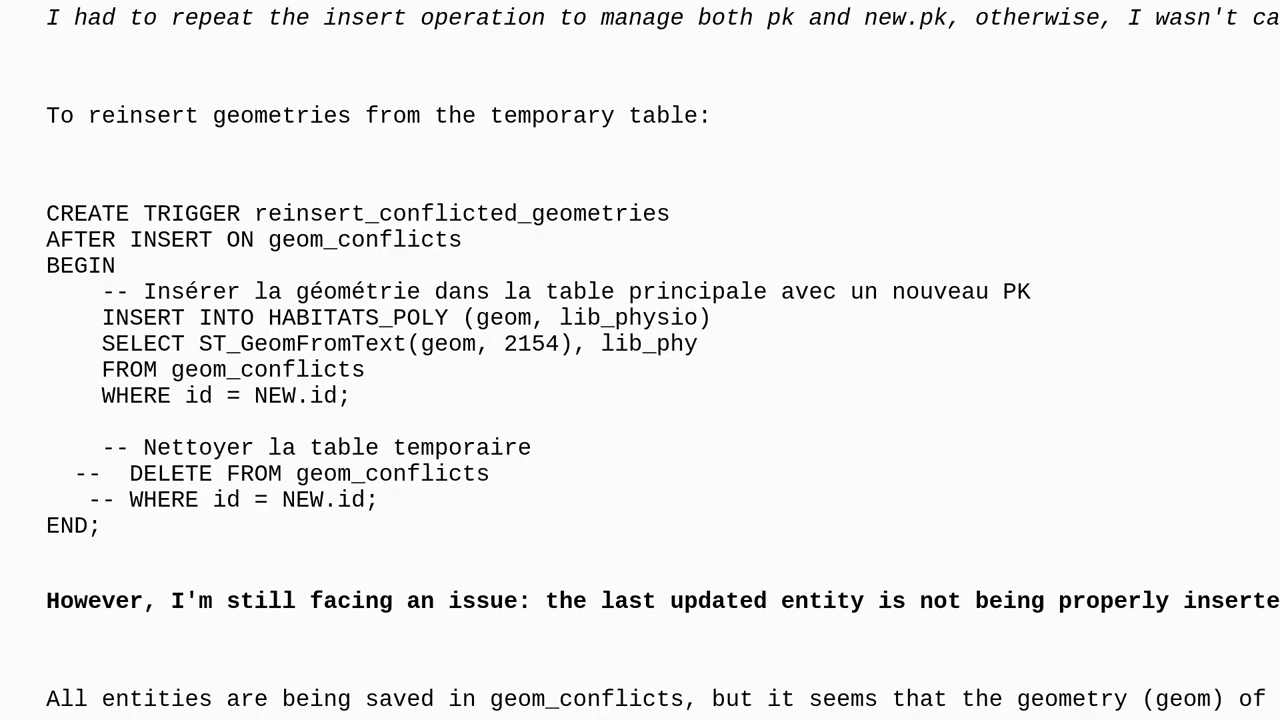 I had to repeat the insert operation to manage both pk and new.pk, otherwise, I wasn't ca
To reinsert geometries from the temporary table:
CREATE TRIGGER reinsert_conflicted_geometries
AFTER INSERT ON geom_conflicts
BEGIN
-- Insérer la géométrie dans la table principale avec un nouveau PK
INSERT INTO HABITATS_POLY (geom, lib_physio)
SELECT ST_GeomFromText(geom, 2154), lib_phy
FROM geom_conflicts
WHERE id = NEW.id;
-- Nettoyer la table temporaire
--  DELETE FROM geom_conflicts
-- WHERE id = NEW.id;
END;
However, I'm still facing an issue: the last updated entity is not being properly inserte
All entities are being saved in geom_conflicts, but it seems that the geometry (geom) of